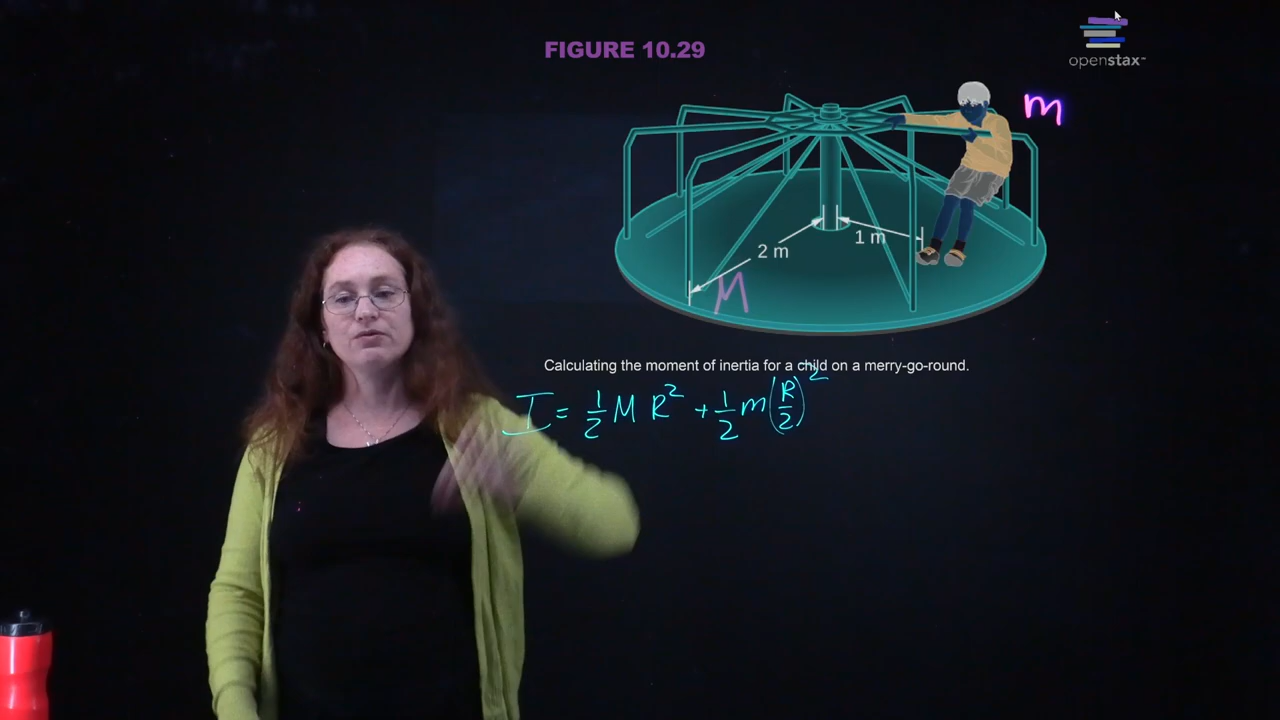 FIGURE 10.29
openstax™
m
1 m
2 m
M
Calculating the moment of inertia for a child on a merry-go-round.
I = 1/2 M R² + 1/2 m (R/2)²